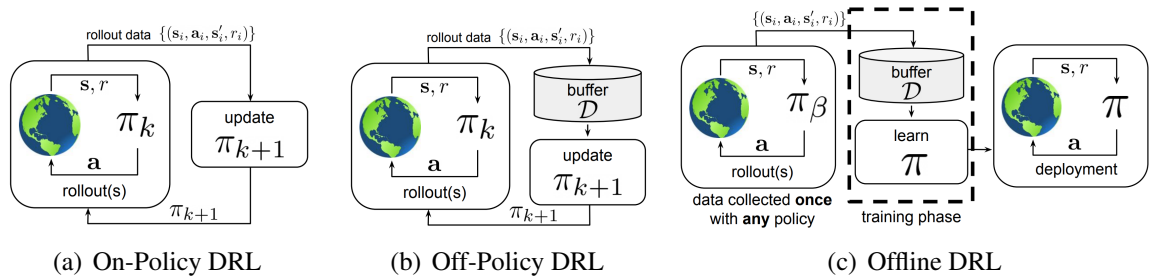 rollout data {(s_i, a_i, s'_i, r_i)}
s, r
π_k
a
rollout(s)
update
π_{k+1}
π_{k+1}
(a) On-Policy DRL
rollout data {(s_i, a_i, s'_i, r_i)}
s, r
π_k
a
rollout(s)
buffer
D
update
π_{k+1}
π_{k+1}
(b) Off-Policy DRL
{(s_i, a_i, s'_i, r_i)}
s, r
π_β
a
rollout(s)
data collected once
with any policy
buffer
D
learn
π
training phase
s, r
π
a
deployment
(c) Offline DRL